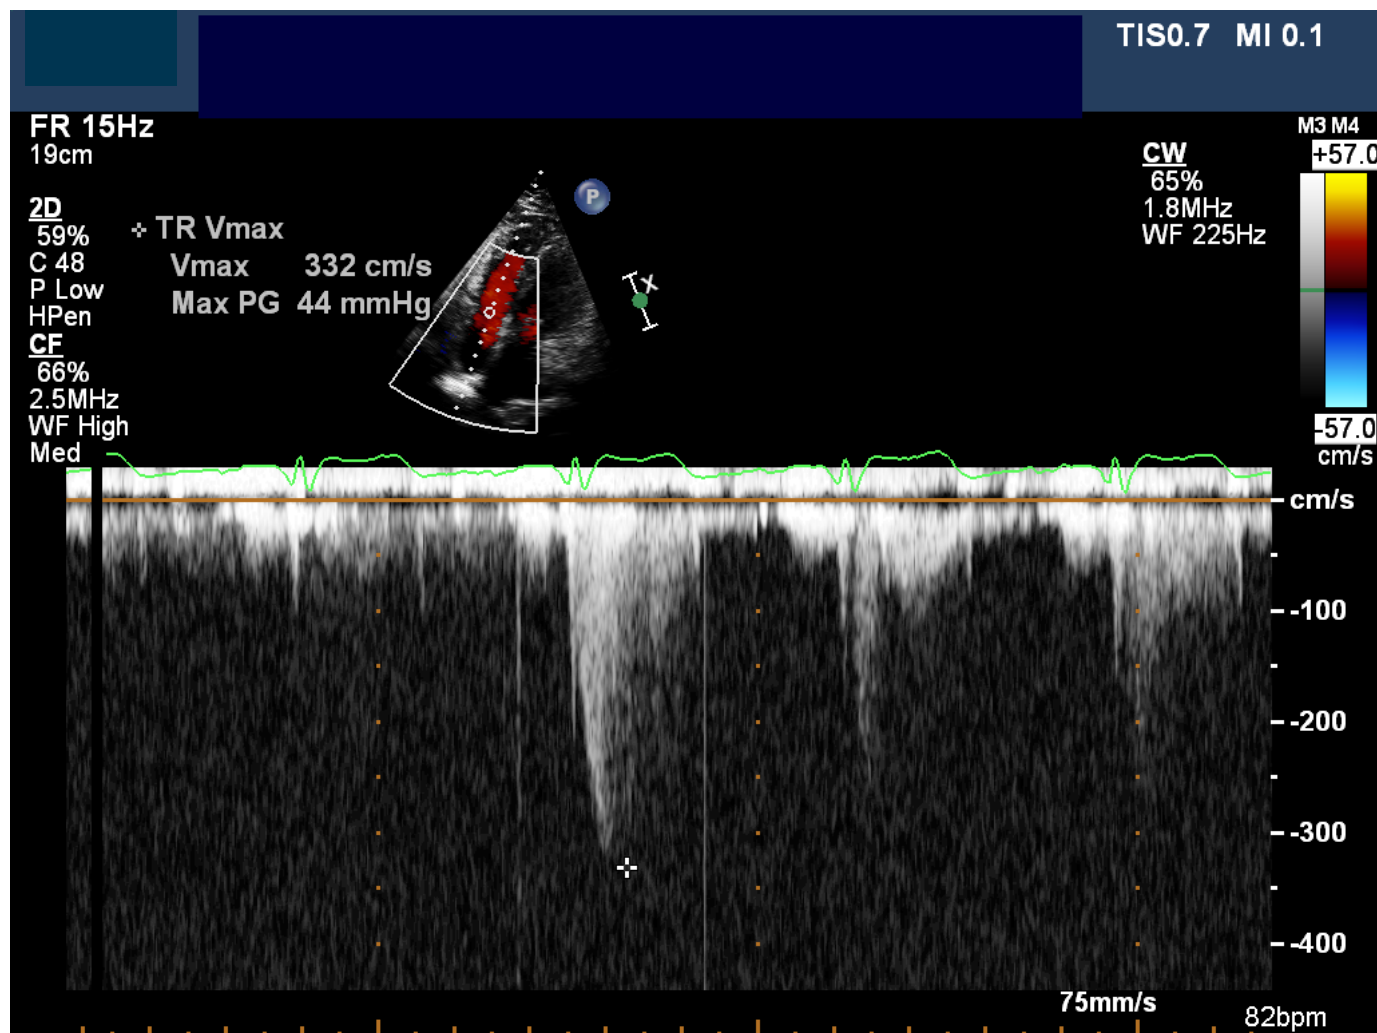 TIS0.7 MI 0.1
FR 15Hz
19cm
2D
59%
C 48
P Low
HPen
CF
66%
2.5MHz
WF High
Med
TR Vmax
Vmax 332 cm/s
Max PG 44 mmHg
P
X
CW
65%
1.8MHz
WF 225Hz
M3 M4
+57.0
-57.0
cm/s
cm/s
-100
-200
-300
-400
75mm/s
82bpm